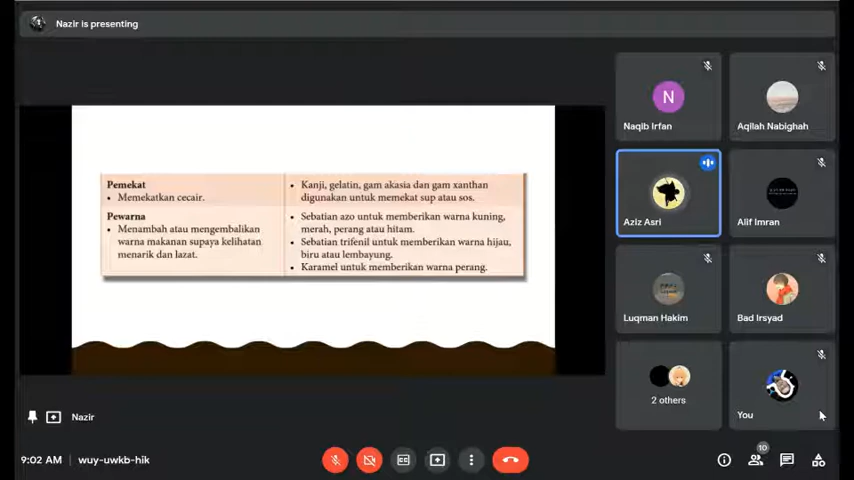 Nazir is presenting
Pemekat
• Memekatkan cecair.
• Kanji, gelatin, gam akasia dan gam xanthan
digunakan untuk memekat sup atau sos.
Pewarna
• Menambah atau mengembalikan
warna makanan supaya kelihatan
menarik dan lazat.
• Sebatian azo untuk memberikan warna kuning,
merah, perang atau hitam.
• Sebatian trifenil untuk memberikan warna hijau,
biru atau lembayung.
• Karamel untuk memberikan warna perang.
N
Naqib Irfan
Aqilah Nabighah
Aziz Asri
Alif Imran
Luqman Hakim
Bad Irsyad
2 others
You
Nazir
9:02 AM | wuy-uwkb-hik
10